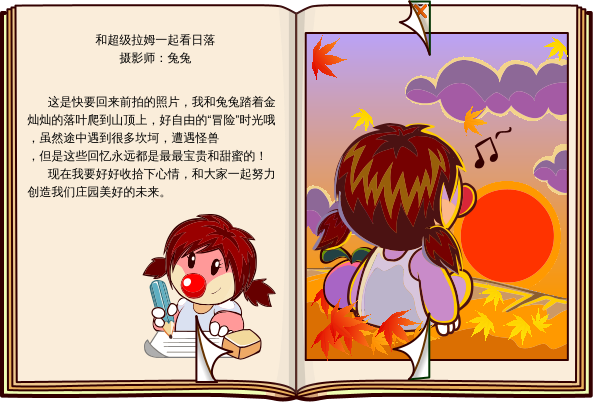 和超级拉姆一起看日落
摄影师：兔兔
这是快要回来前拍的照片，我和兔兔踏着金
灿灿的落叶爬到山顶上，好自由的“冒险”时光哦
，虽然途中遇到很多坎坷，遭遇怪兽
，但是这些回忆永远都是最最宝贵和甜蜜的！
现在我要好好收拾下心情，和大家一起努力
创造我们庄园美好的未来。